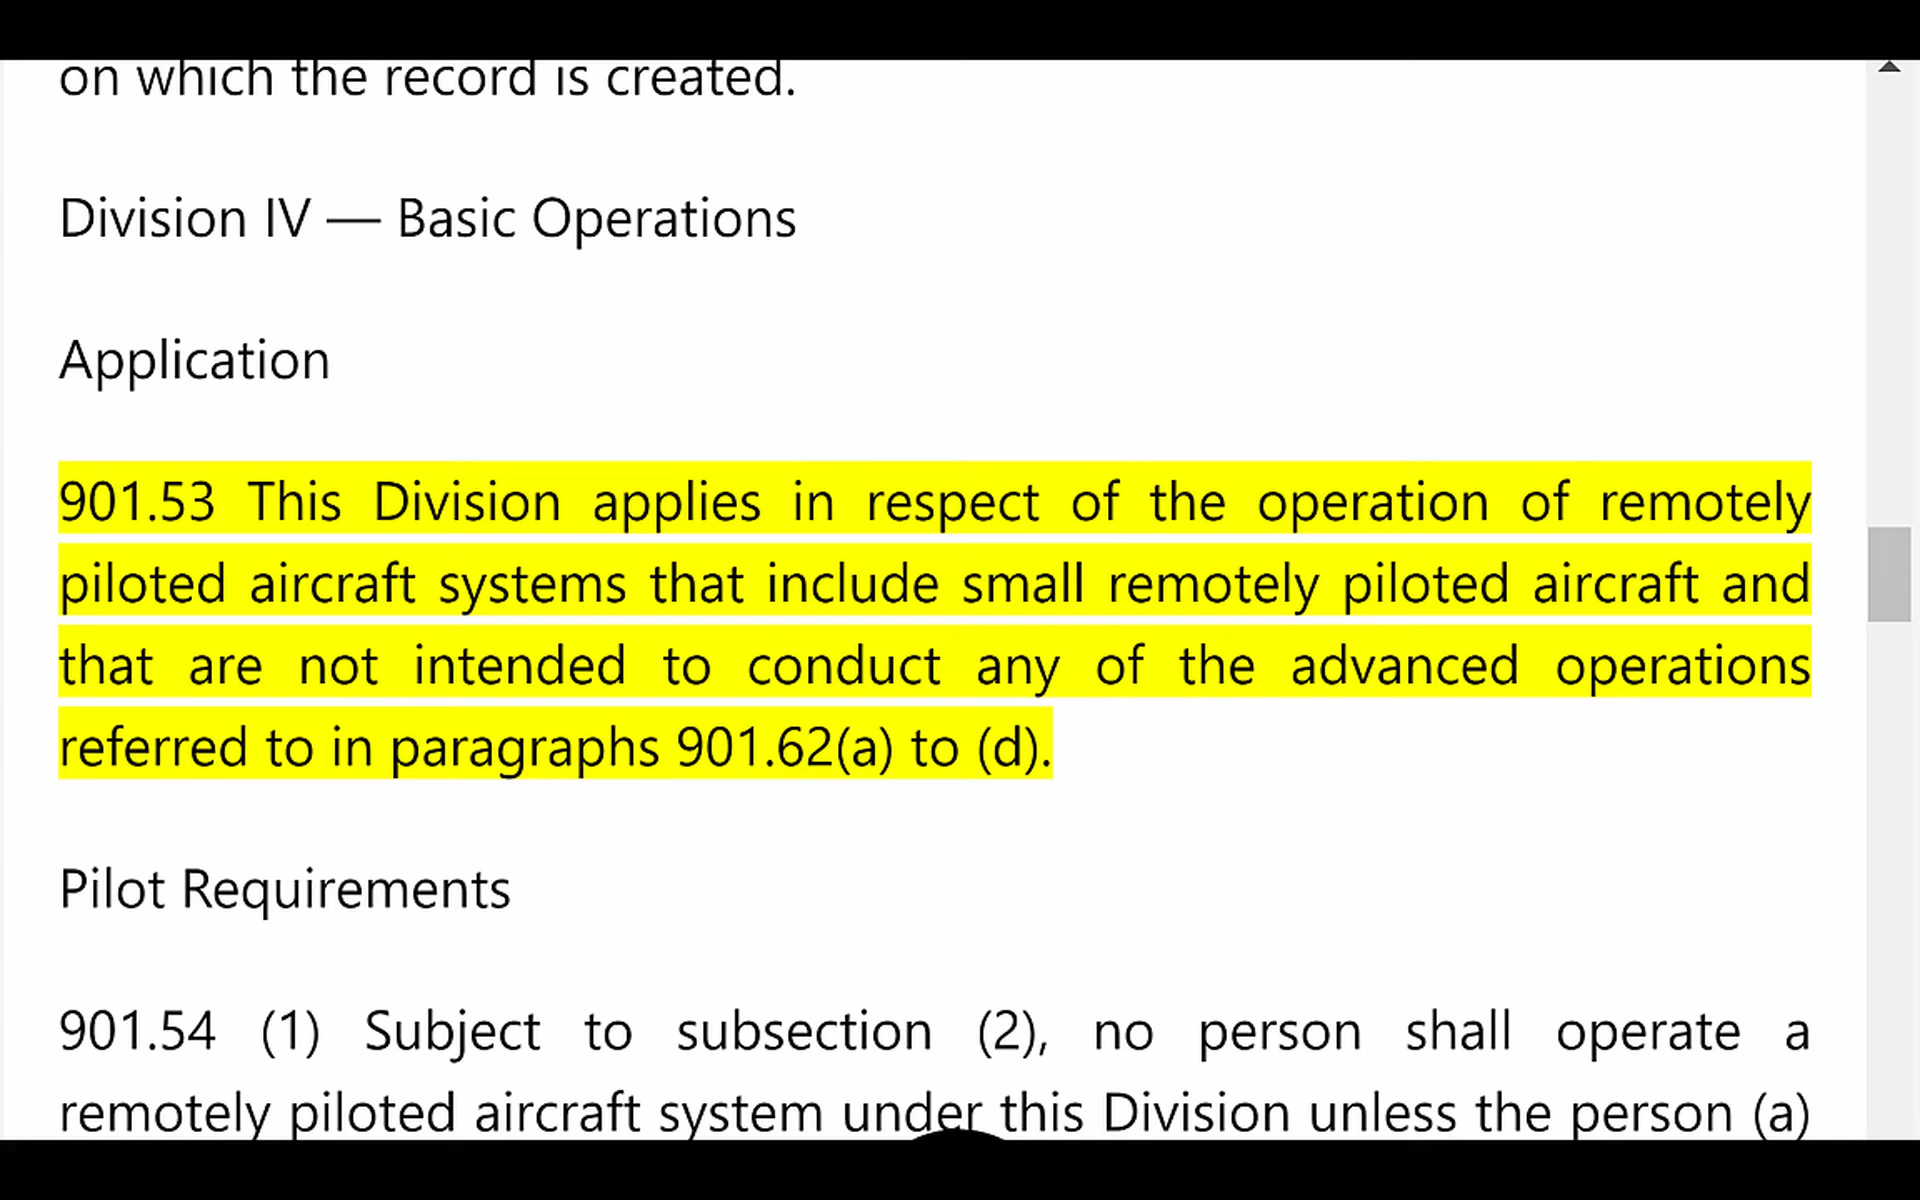 on which the record is created.
Division IV — Basic Operations
Application
901.53 This Division applies in respect of the operation of remotely
piloted aircraft systems that include small remotely piloted aircraft and
that are not intended to conduct any of the advanced operations
referred to in paragraphs 901.62(a) to (d).
Pilot Requirements
901.54 (1) Subject to subsection (2), no person shall operate a
remotely piloted aircraft system under this Division unless the person (a)